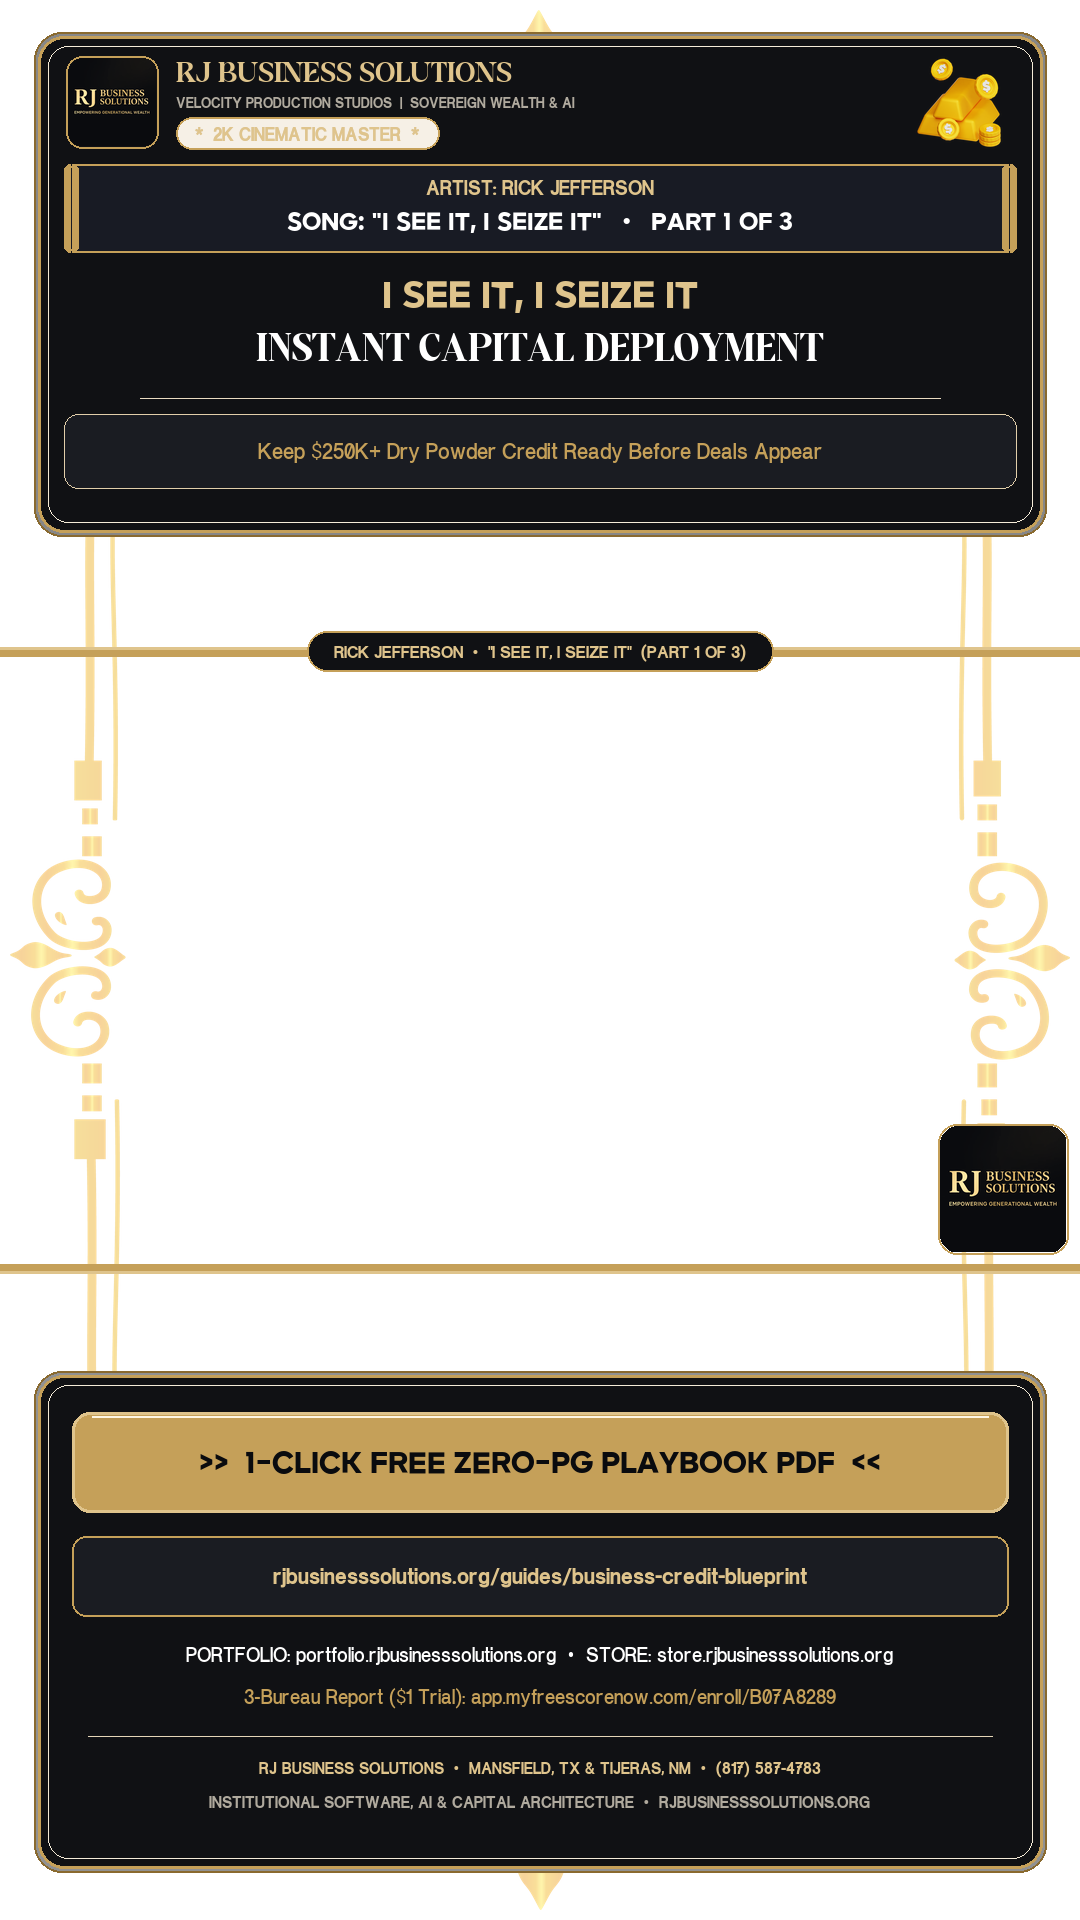 RJ BUSINESS SOLUTIONS
EMPOWERING GENERATIONAL WEALTH
RJ BUSINESS SOLUTIONS
VELOCITY PRODUCTION STUDIOS | SOVEREIGN WEALTH & AI
* 2K CINEMATIC MASTER *
ARTIST: RICK JEFFERSON
SONG: "I SEE IT, I SEIZE IT" • PART 1 OF 3
I SEE IT, I SEIZE IT
INSTANT CAPITAL DEPLOYMENT
Keep $250K+ Dry Powder Credit Ready Before Deals Appear
RICK JEFFERSON • "I SEE IT, I SEIZE IT" (PART 1 OF 3)
RJ BUSINESS SOLUTIONS
EMPOWERING GENERATIONAL WEALTH
>> 1-CLICK FREE ZERO-PG PLAYBOOK PDF <<
rjbusinesssolutions.org/guides/business-credit-blueprint
PORTFOLIO: portfolio.rjbusinesssolutions.org • STORE: store.rjbusinesssolutions.org
3-Bureau Report ($1 Trial): app.myfreescorenow.com/enroll/B07A8289
RJ BUSINESS SOLUTIONS • MANSFIELD, TX & TIJERAS, NM • (817) 587-4783
INSTITUTIONAL SOFTWARE, AI & CAPITAL ARCHITECTURE • RJBUSINESSSOLUTIONS.ORG